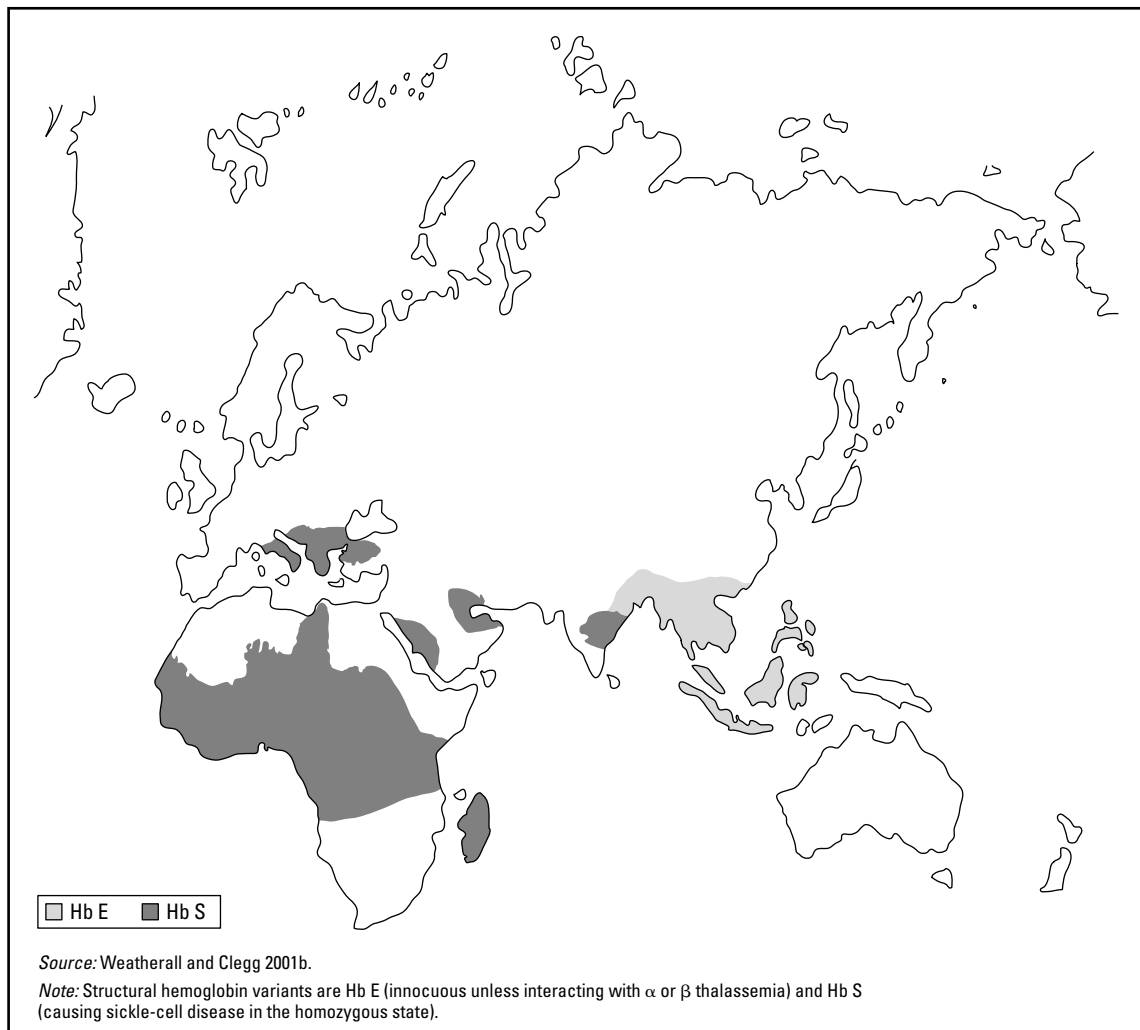 Hb E Hb S
Source: Weatherall and Clegg 2001b.
Note: Structural hemoglobin variants are Hb E (innocuous unless interacting with α or β thalassemia) and Hb S
(causing sickle-cell disease in the homozygous state).